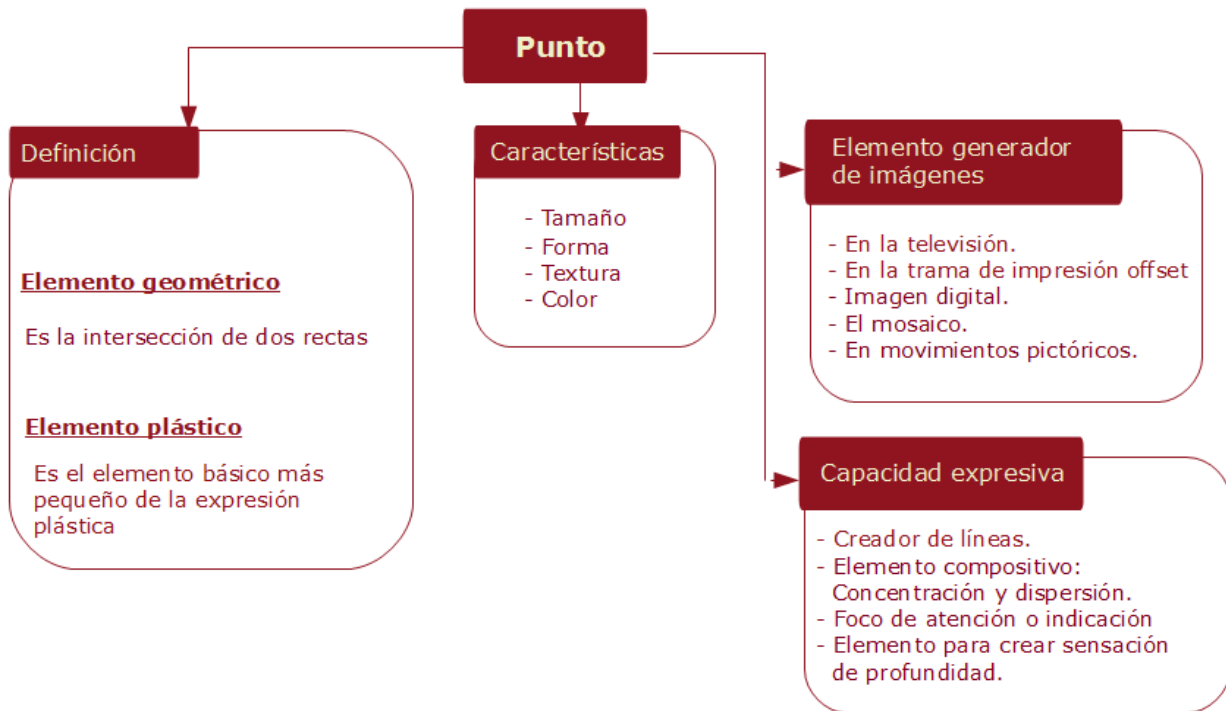 Punto
Definición
Elemento geométrico
Es la intersección de dos rectas
Elemento plástico
Es el elemento básico más
pequeño de la expresión
plástica
Características
- Tamaño
- Forma
- Textura
- Color
Elemento generador
de imágenes
- En la televisión.
- En la trama de impresión offset
- Imagen digital.
- El mosaico.
- En movimientos pictóricos.
Capacidad expresiva
- Creador de líneas.
- Elemento compositivo:
Concentración y dispersión.
- Foco de atención o indicación
- Elemento para crear sensación
de profundidad.